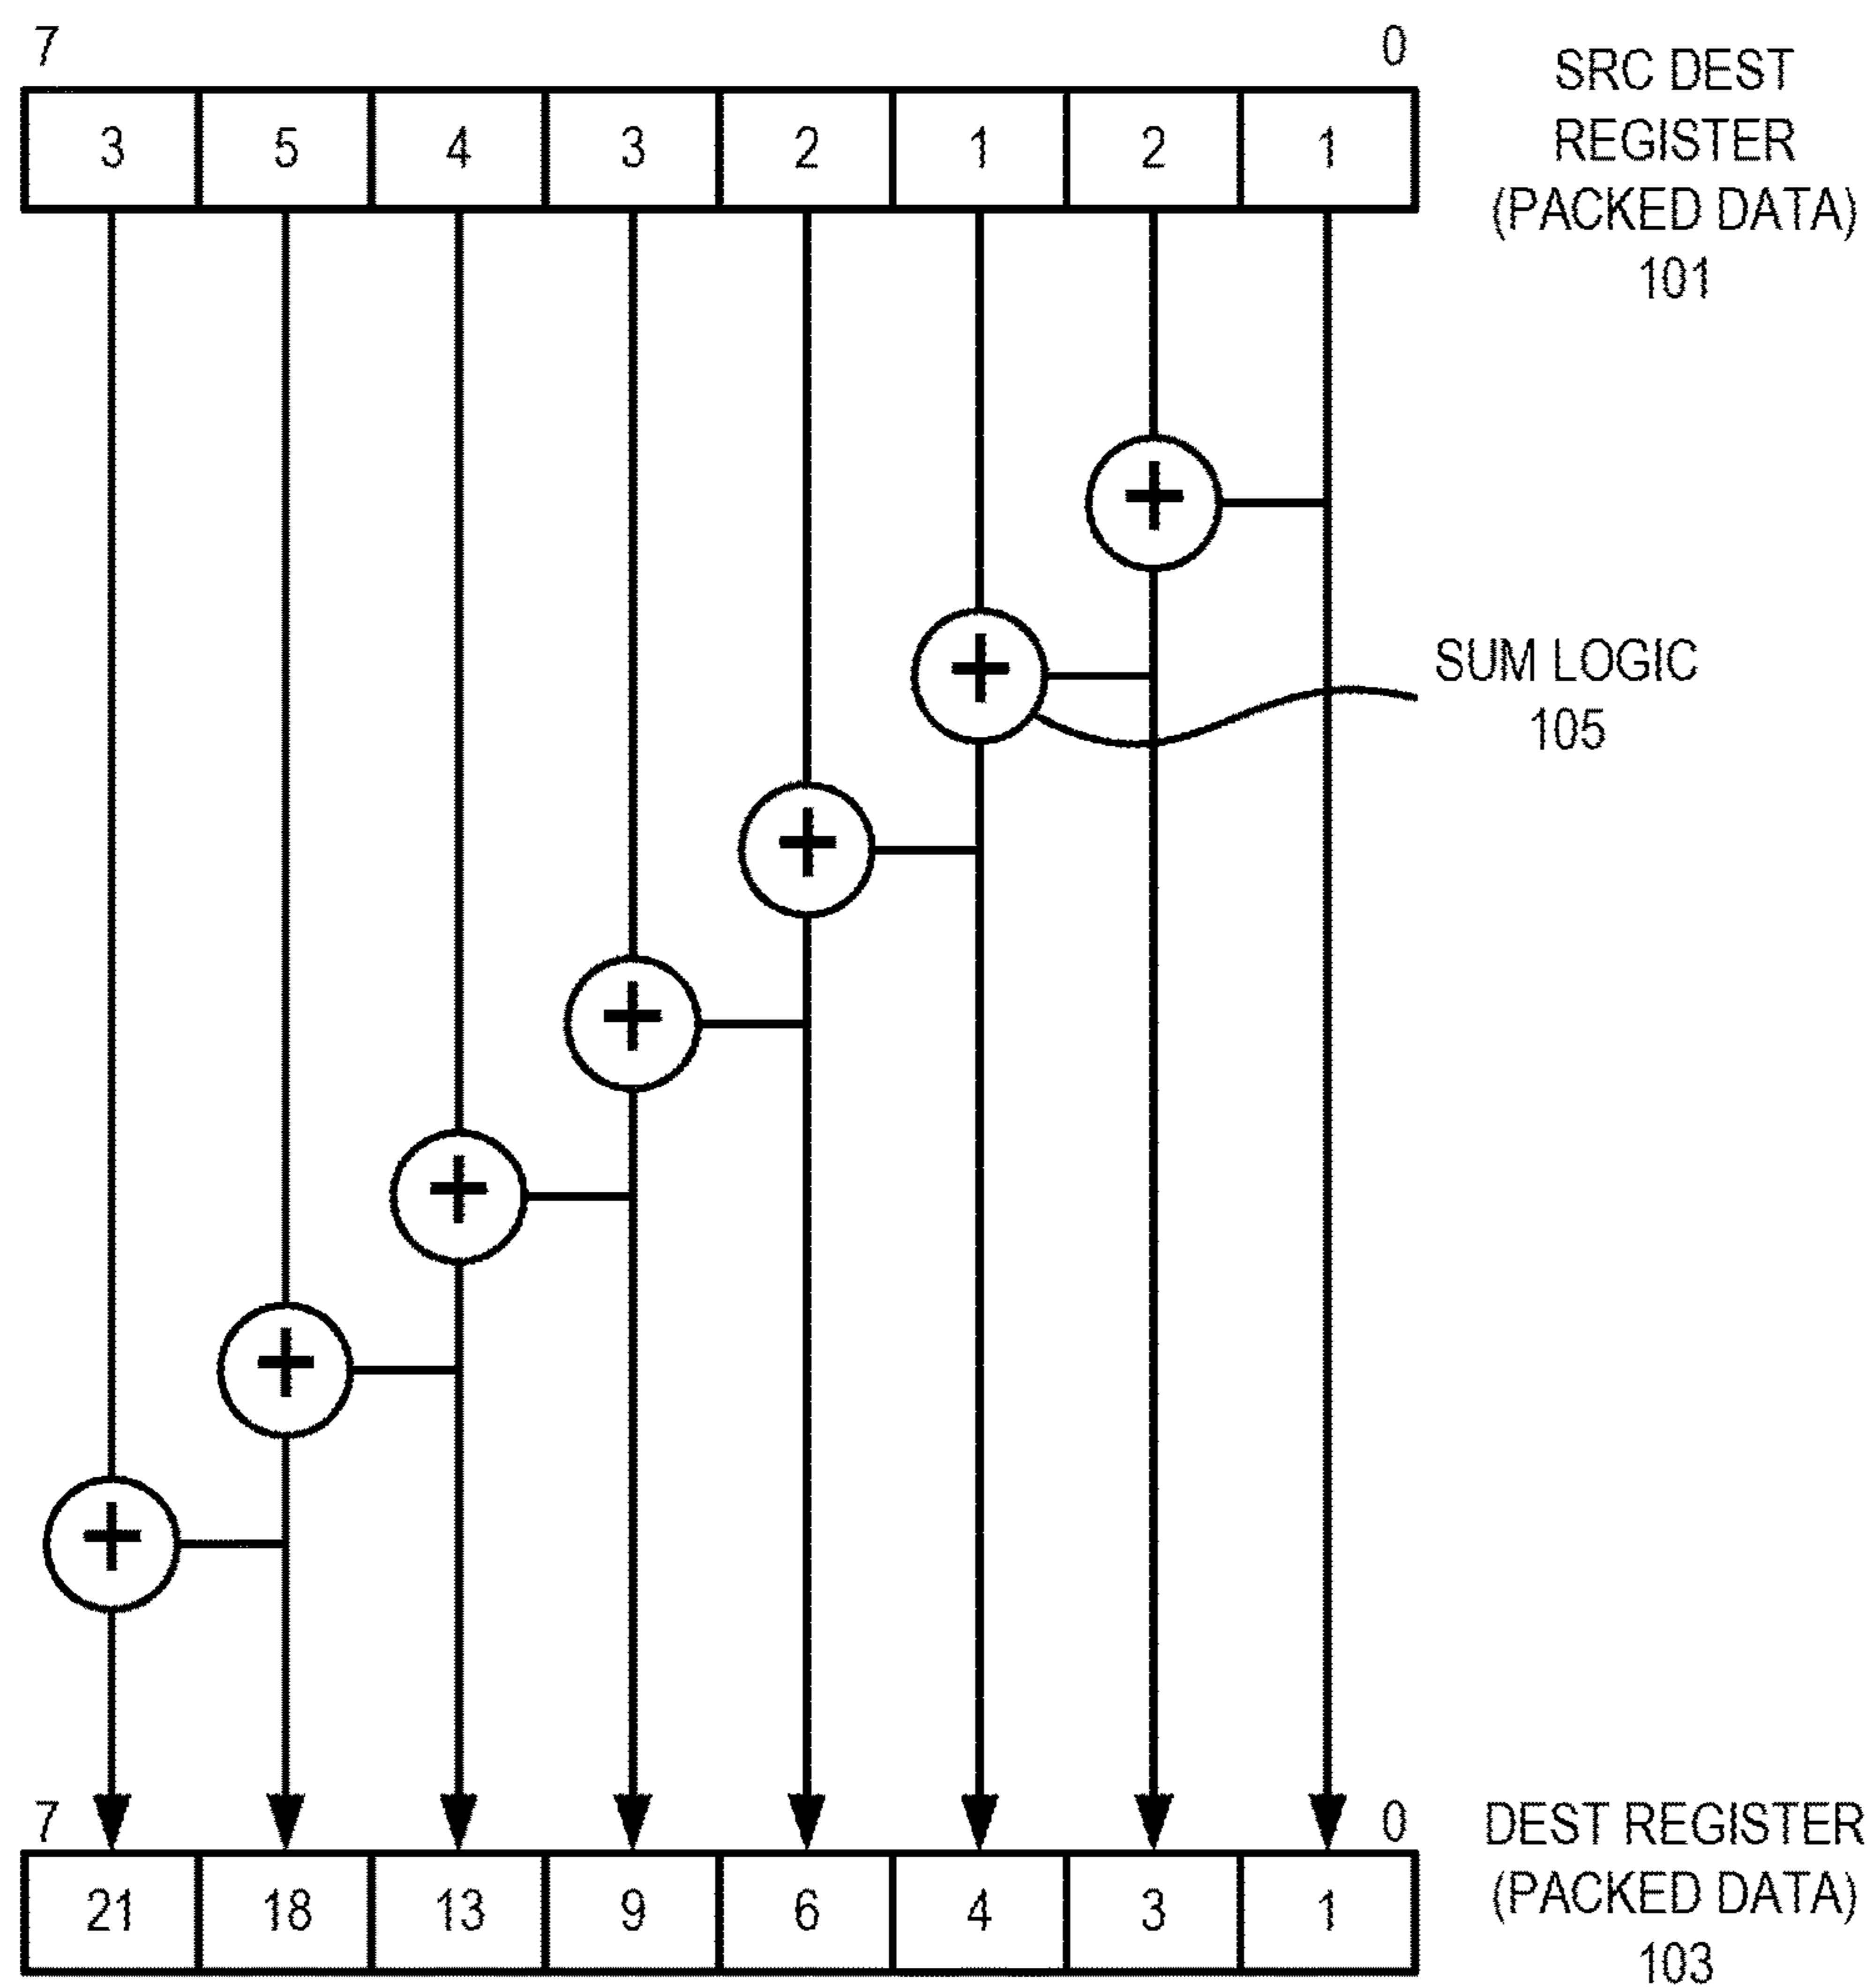 7 0
3 5 4 3 2 1 2 1
SRC DEST
REGISTER
(PACKED DATA)
101
+
+
SUM LOGIC
105
+
+
+
+
+
7 0
21 18 13 9 6 4 3 1
DEST REGISTER
(PACKED DATA)
103